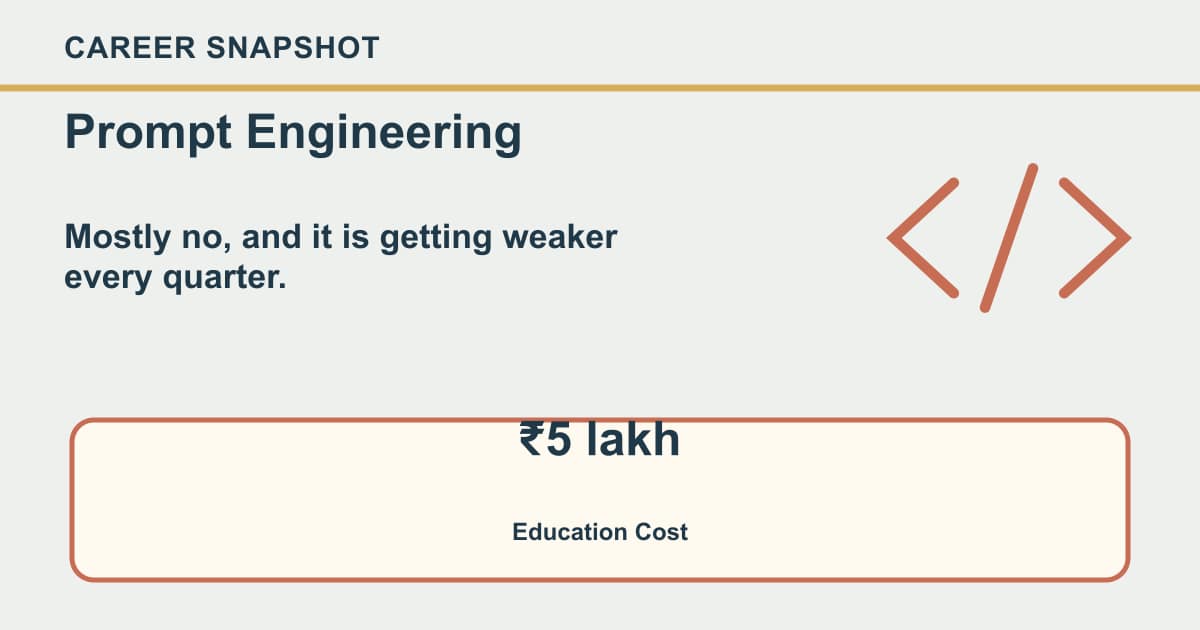 CAREER SNAPSHOT
Prompt Engineering
Mostly no, and it is getting weaker
every quarter.
₹5 lakh
Education Cost